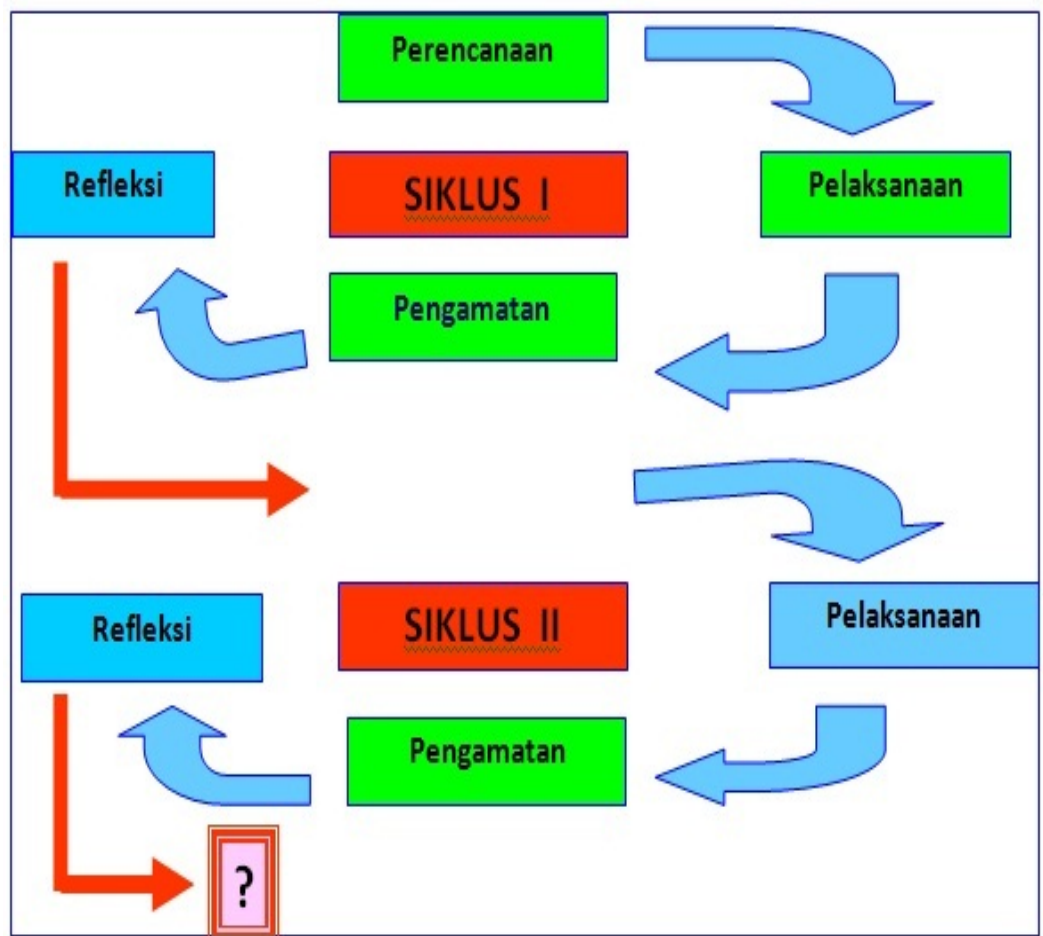 Perencanaan
Refleksi
SIKLUS I
Pelaksanaan
Pengamatan
Refleksi
SIKLUS II
Pelaksanaan
Pengamatan
?